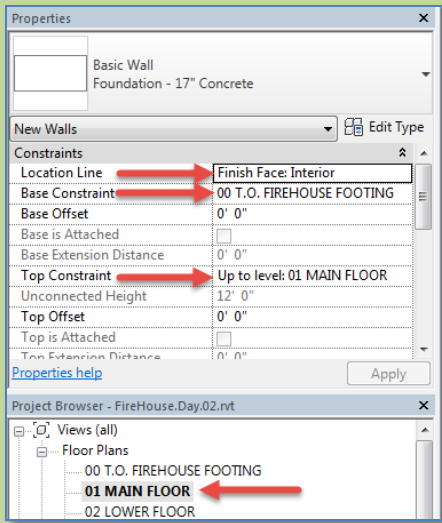 Properties
Basic Wall
Foundation - 17" Concrete
New Walls Edit Type
Constraints
Location Line Finish Face: Interior
Base Constraint 00 T.O. FIREHOUSE FOOTING
Base Offset 0' 0"
Base is Attached
Base Extension Distance 0' 0"
Top Constraint Up to level: 01 MAIN FLOOR
Unconnected Height 12' 0"
Top Offset 0' 0"
Top is Attached
Top Extension Distance 0' 0"
Properties help Apply
Project Browser - FireHouse.Day.02.rvt
Views (all)
Floor Plans
00 T.O. FIREHOUSE FOOTING
01 MAIN FLOOR
02 LOWER FLOOR